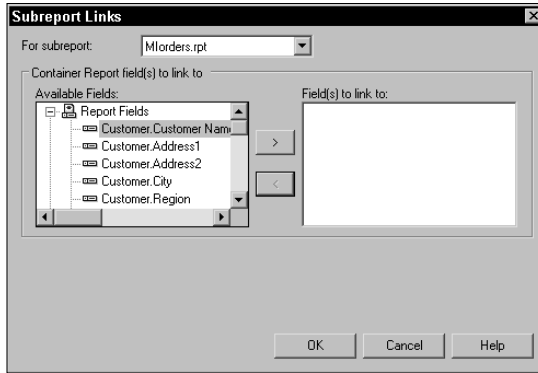 Subreport Links
For subreport: MIorders.rpt
Container Report field(s) to link to
Available Fields:
Report Fields
Customer.Customer Nam
Customer.Address1
Customer.Address2
Customer.City
Customer.Region
>
<
Field(s) to link to:
OK Cancel Help